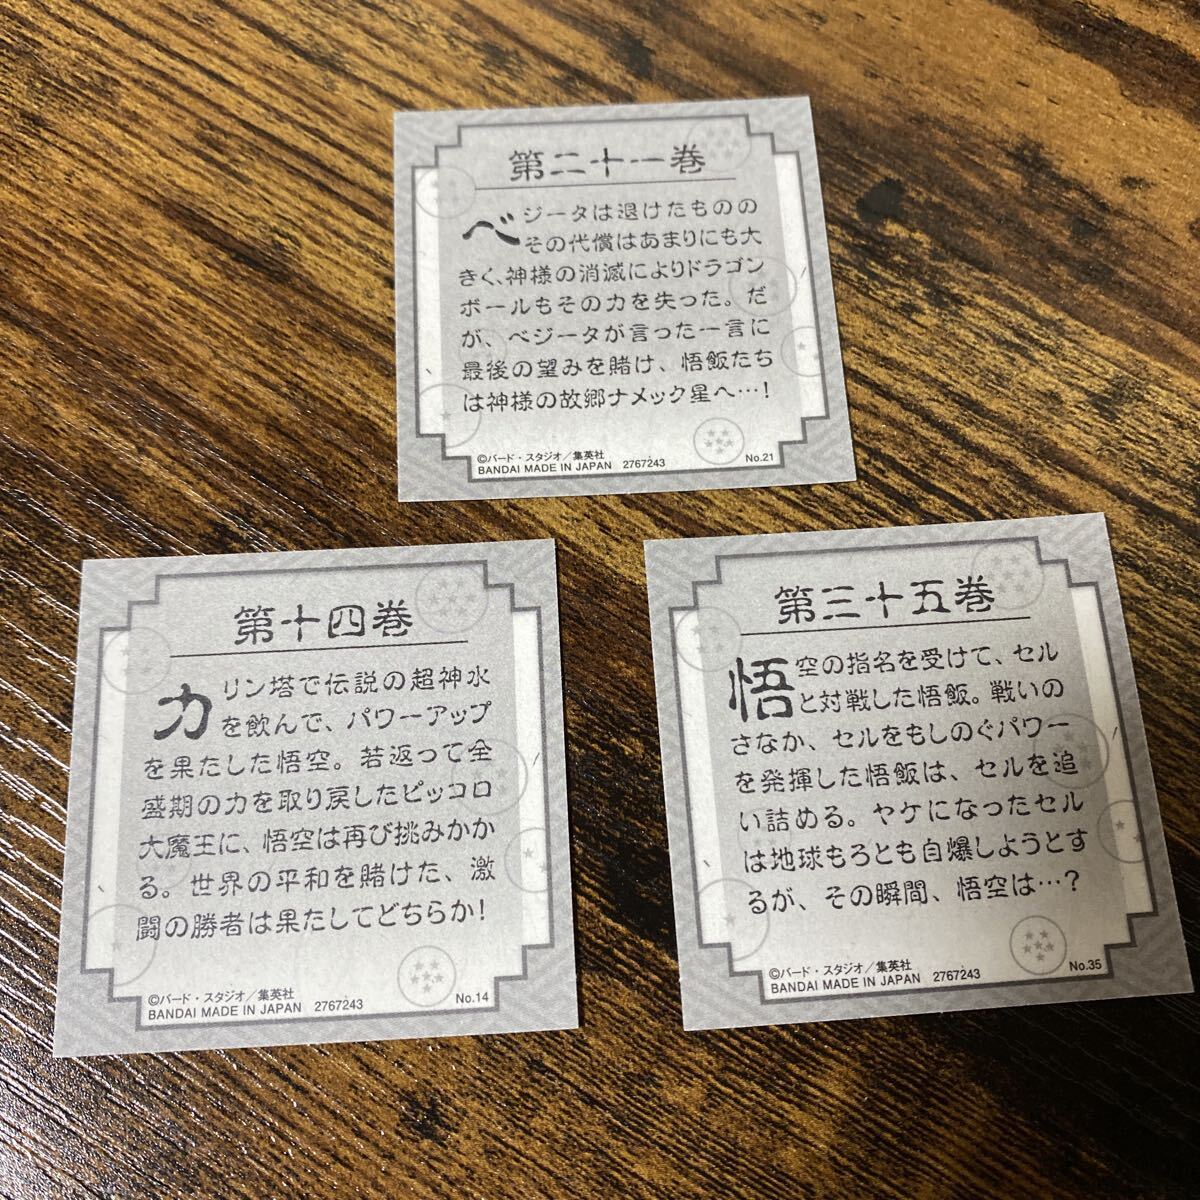 第二十一巻
ベジータは退けたものの
その代償はあまりにも大
きく、神様の消滅によりドラゴン
ボールもその力を失った。だ
が、ベジータが言った一言に
最後の望みを賭け、悟飯たち
は神様の故郷ナメック星へ…！
©バード・スタジオ／集英社
BANDAI MADE IN JAPAN 2767243 No.21
第十四巻
カリン塔で伝説の超神水
を飲んで、パワーアップ
を果たした悟空。若返って全
盛期の力を取り戻したピッコロ
大魔王に、悟空は再び挑みかか
る。世界の平和を賭けた、激
闘の勝者は果たしてどちらか！
©バード・スタジオ／集英社
BANDAI MADE IN JAPAN 2767243 No.14
第三十五巻
悟空の指名を受けて、セル
と対戦した悟飯。戦いの
さなか、セルをもしのぐパワー
を発揮した悟飯は、セルを追
い詰める。ヤケになったセル
は地球もろとも自爆しようとす
るが、その瞬間、悟空は…？
©バード・スタジオ／集英社
BANDAI MADE IN JAPAN 2767243 No.35